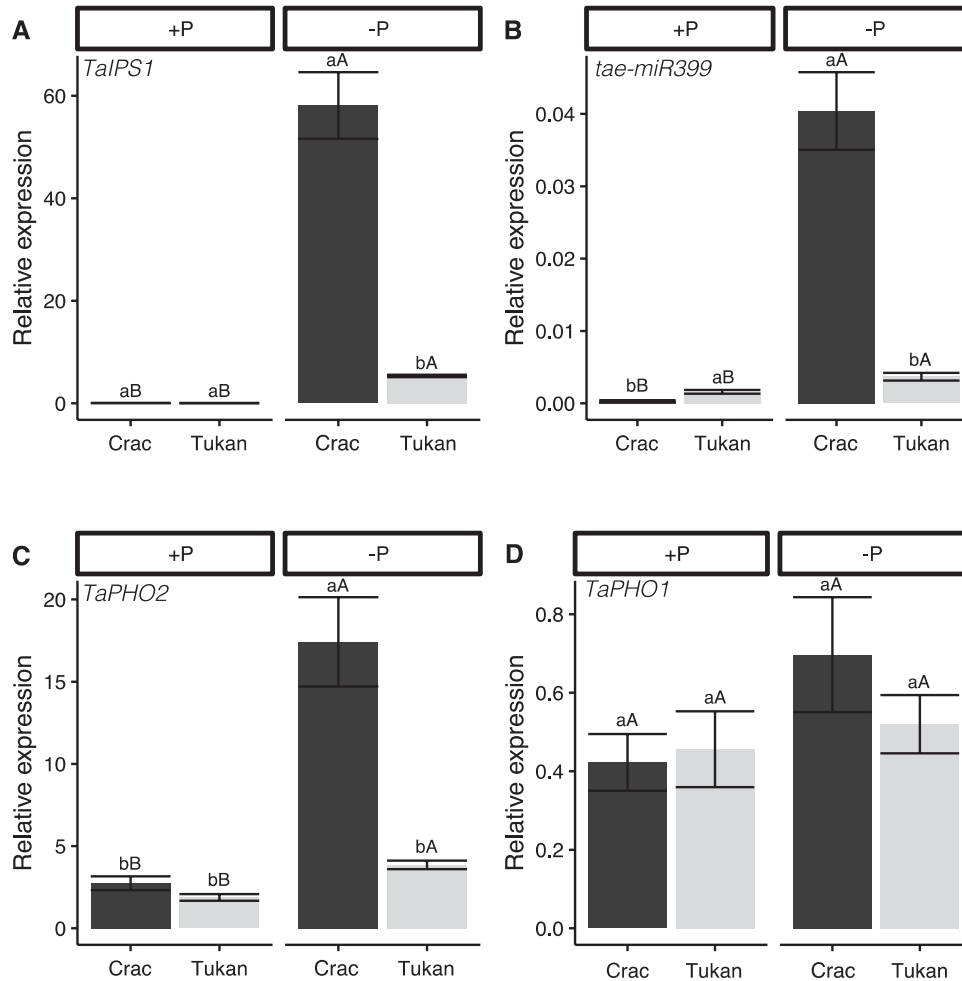 A
+P
-P
TaIPS1
aA
60
40
20
0
Relative expression
aB
aB
bA
Crac
Tukan
Crac
Tukan
B
+P
-P
tae-miR399
aA
0.04
0.03
0.02
0.01
0.00
Relative expression
bB
aB
bA
Crac
Tukan
Crac
Tukan
C
+P
-P
TaPHO2
aA
20
15
10
5
0
Relative expression
bB
bB
bA
Crac
Tukan
Crac
Tukan
D
+P
-P
TaPHO1
aA
0.8
0.6
0.4
0.2
0.0
Relative expression
aA
aA
aA
Crac
Tukan
Crac
Tukan